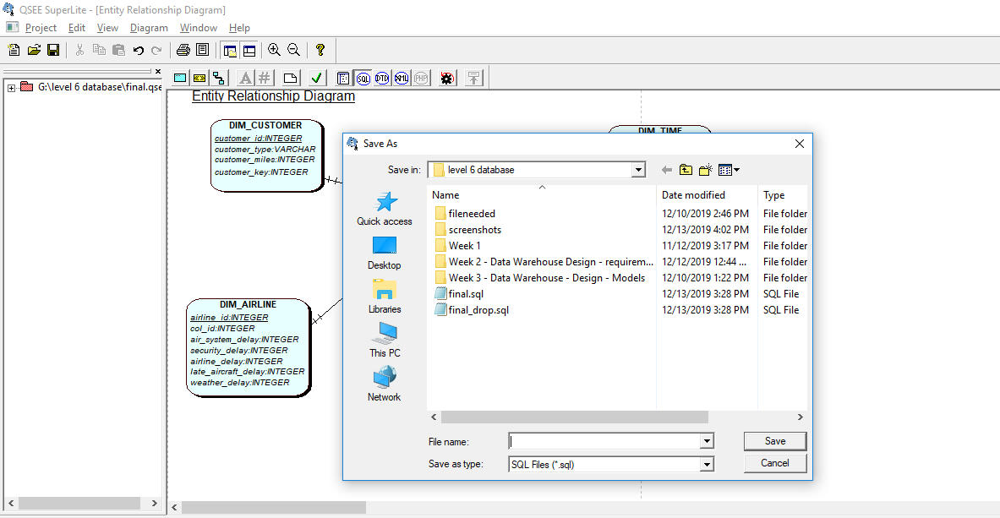 QSEE SuperLite - [Entity Relationship Diagram]
Project Edit View Diagram Window Help
G:\level 6 database\final.qse
SQL DTD XML PHP
Entity Relationship Diagram
DIM_CUSTOMER
customer_id:INTEGER
customer_type:VARCHAR
customer_miles:INTEGER
customer_key:INTEGER
DIM_TIME
DIM_AIRLINE
airline_id:INTEGER
col_id:INTEGER
air_system_delay:INTEGER
security_delay:INTEGER
airline_delay:INTEGER
late_aircraft_delay:INTEGER
weather_delay:INTEGER
Save As
Save in: level 6 database
Quick access
Desktop
Libraries
This PC
Network
Name Date modified Type
fileneeded 12/10/2019 2:46 PM File folder
screenshots 12/13/2019 4:02 PM File folder
Week 1 11/12/2019 3:17 PM File folder
Week 2 - Data Warehouse Design - requirem... 12/12/2019 12:44 ... File folder
Week 3 - Data Warehouse - Design - Models 12/10/2019 1:22 PM File folder
final.sql 12/13/2019 3:28 PM SQL File
final_drop.sql 12/13/2019 3:28 PM SQL File
File name: Save
Save as type: SQL Files (*.sql) Cancel